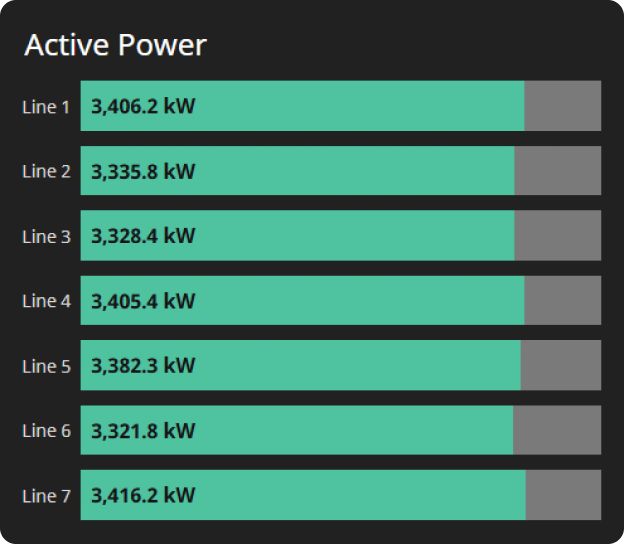 Active Power
Line 1 3,406.2 kW
Line 2 3,335.8 kW
Line 3 3,328.4 kW
Line 4 3,405.4 kW
Line 5 3,382.3 kW
Line 6 3,321.8 kW
Line 7 3,416.2 kW